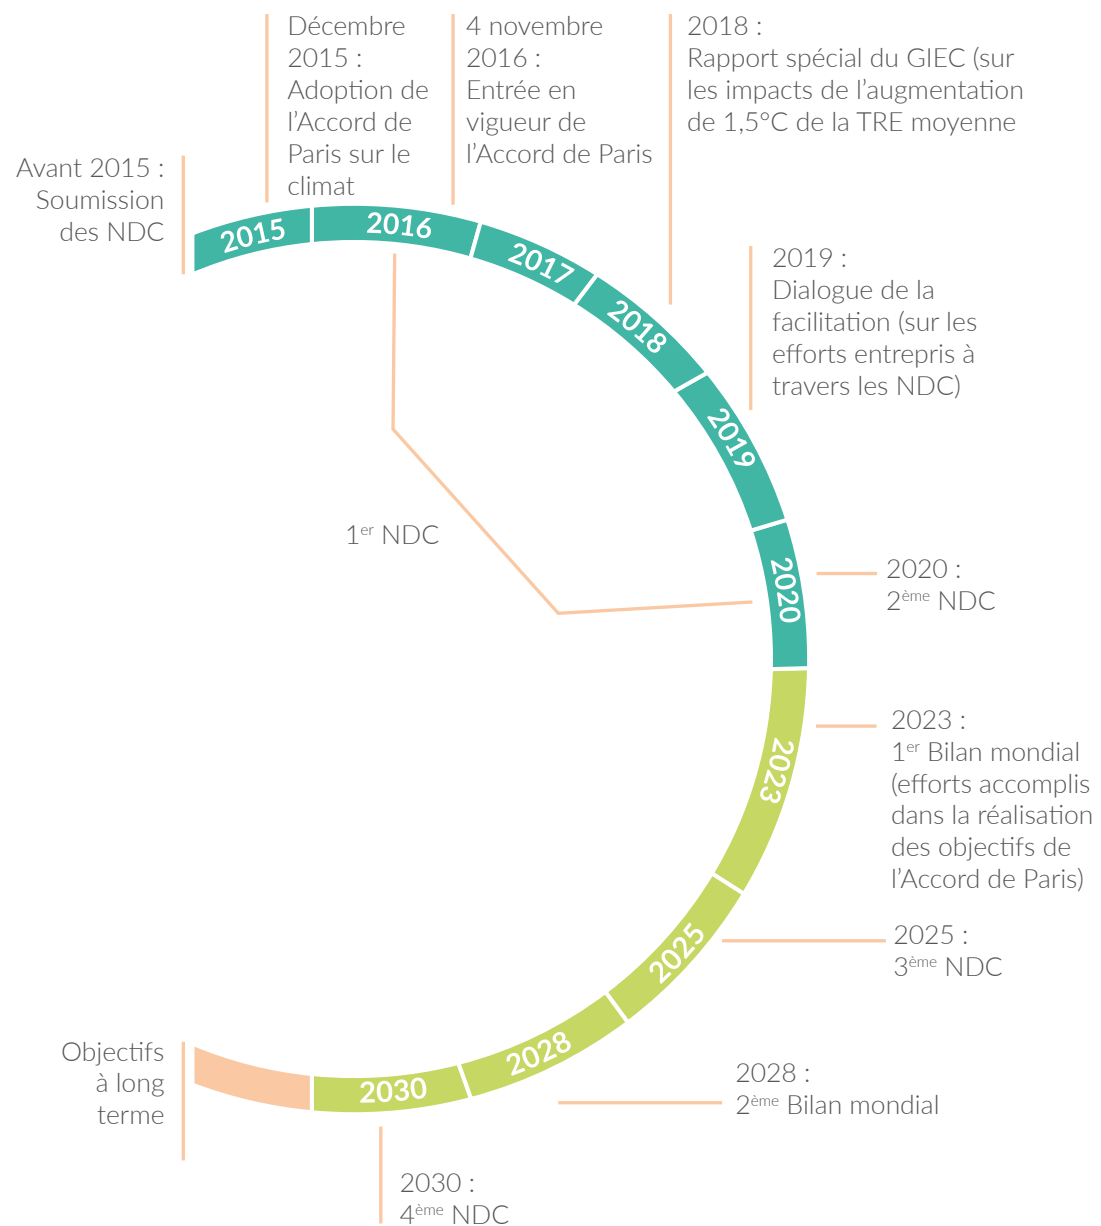 Avant 2015 :
Soumission
des NDC
Décembre
2015 :
Adoption de
l’Accord de
Paris sur le
climat
4 novembre
2016 :
Entrée en
vigueur de
l’Accord de Paris
2018 :
Rapport spécial du GIEC (sur
les impacts de l’augmentation
de 1,5°C de la TRE moyenne
2019 :
Dialogue de la
facilitation (sur les
efforts entrepris à
travers les NDC)
2015
2016
2017
2018
2019
2020
1er NDC
2020 :
2ème NDC
2023
2023 :
1er Bilan mondial
(efforts accomplis
dans la réalisation
des objectifs de
l’Accord de Paris)
2025
2025 :
3ème NDC
2028
2028 :
2ème Bilan mondial
2030
2030 :
4ème NDC
Objectifs
à long
terme